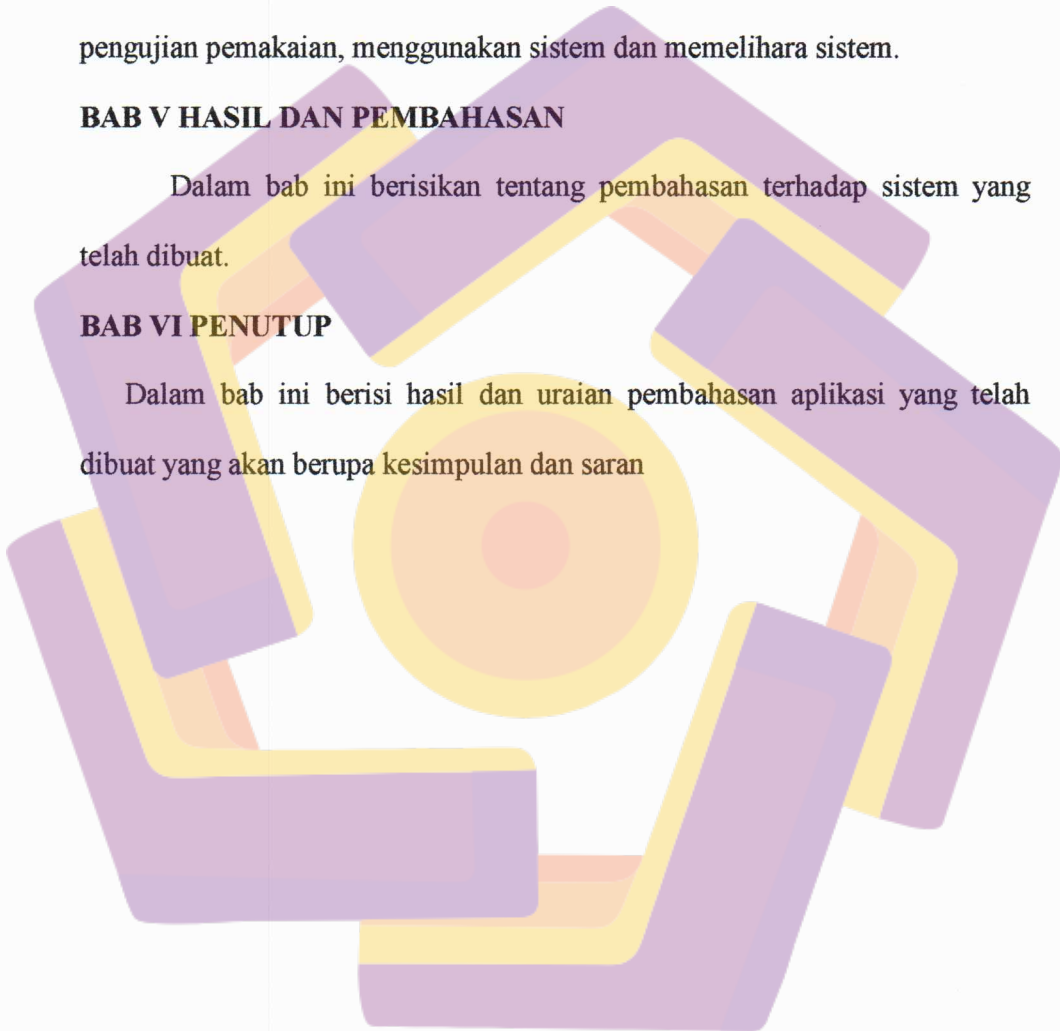 pengujian pemakaian, menggunakan sistem dan memelihara sistem.
BAB V HASIL DAN PEMBAHASAN
Dalam bab ini berisikan tentang pembahasan terhadap sistem yang
telah dibuat.
BAB VI PENUTUP
Dalam bab ini berisi hasil dan uraian pembahasan aplikasi yang telah
dibuat yang akan berupa kesimpulan dan saran